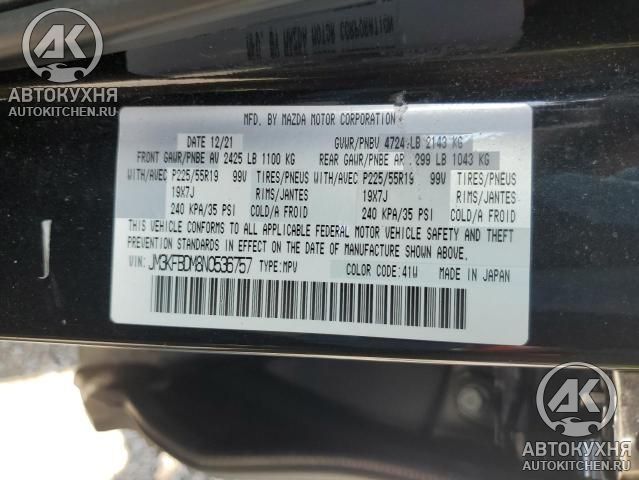 AK
АВТОКУХНЯ
AUTOKITCHEN.RU
MFG. BY MAZDA MOTOR CORPORATION
DATE 12/21 GVWR/PNBV 4724 LB 2143 KG
FRONT GAWR/PNBE AV 2425 LB 1100 KG REAR GAWR/PNBE AR 299 LB 1043 KG
WITH/AVEC P225/55R19 99V TIRES/PNEUS WITH/AVEC P225/55R19 99V TIRES/PNEUS
19X7J RIMS/JANTES 19X7J RIMS/JANTES
240 KPA/35 PSI COLD/A FROID 240 KPA/35 PSI COLD/A FROID
THIS VEHICLE CONFORMS TO ALL APPLICABLE FEDERAL MOTOR VEHICLE SAFETY AND
THEFT PREVENTION STANDARDS IN EFFECT ON THE DATE OF MANUFACTURE SHOWN ABOVE.
VIN: JM3KFBDM8N0536757 TYPE:MPV COLOR CODE:41W MADE IN JAPAN
AK
АВТОКУХНЯ
AUTOKITCHEN.RU